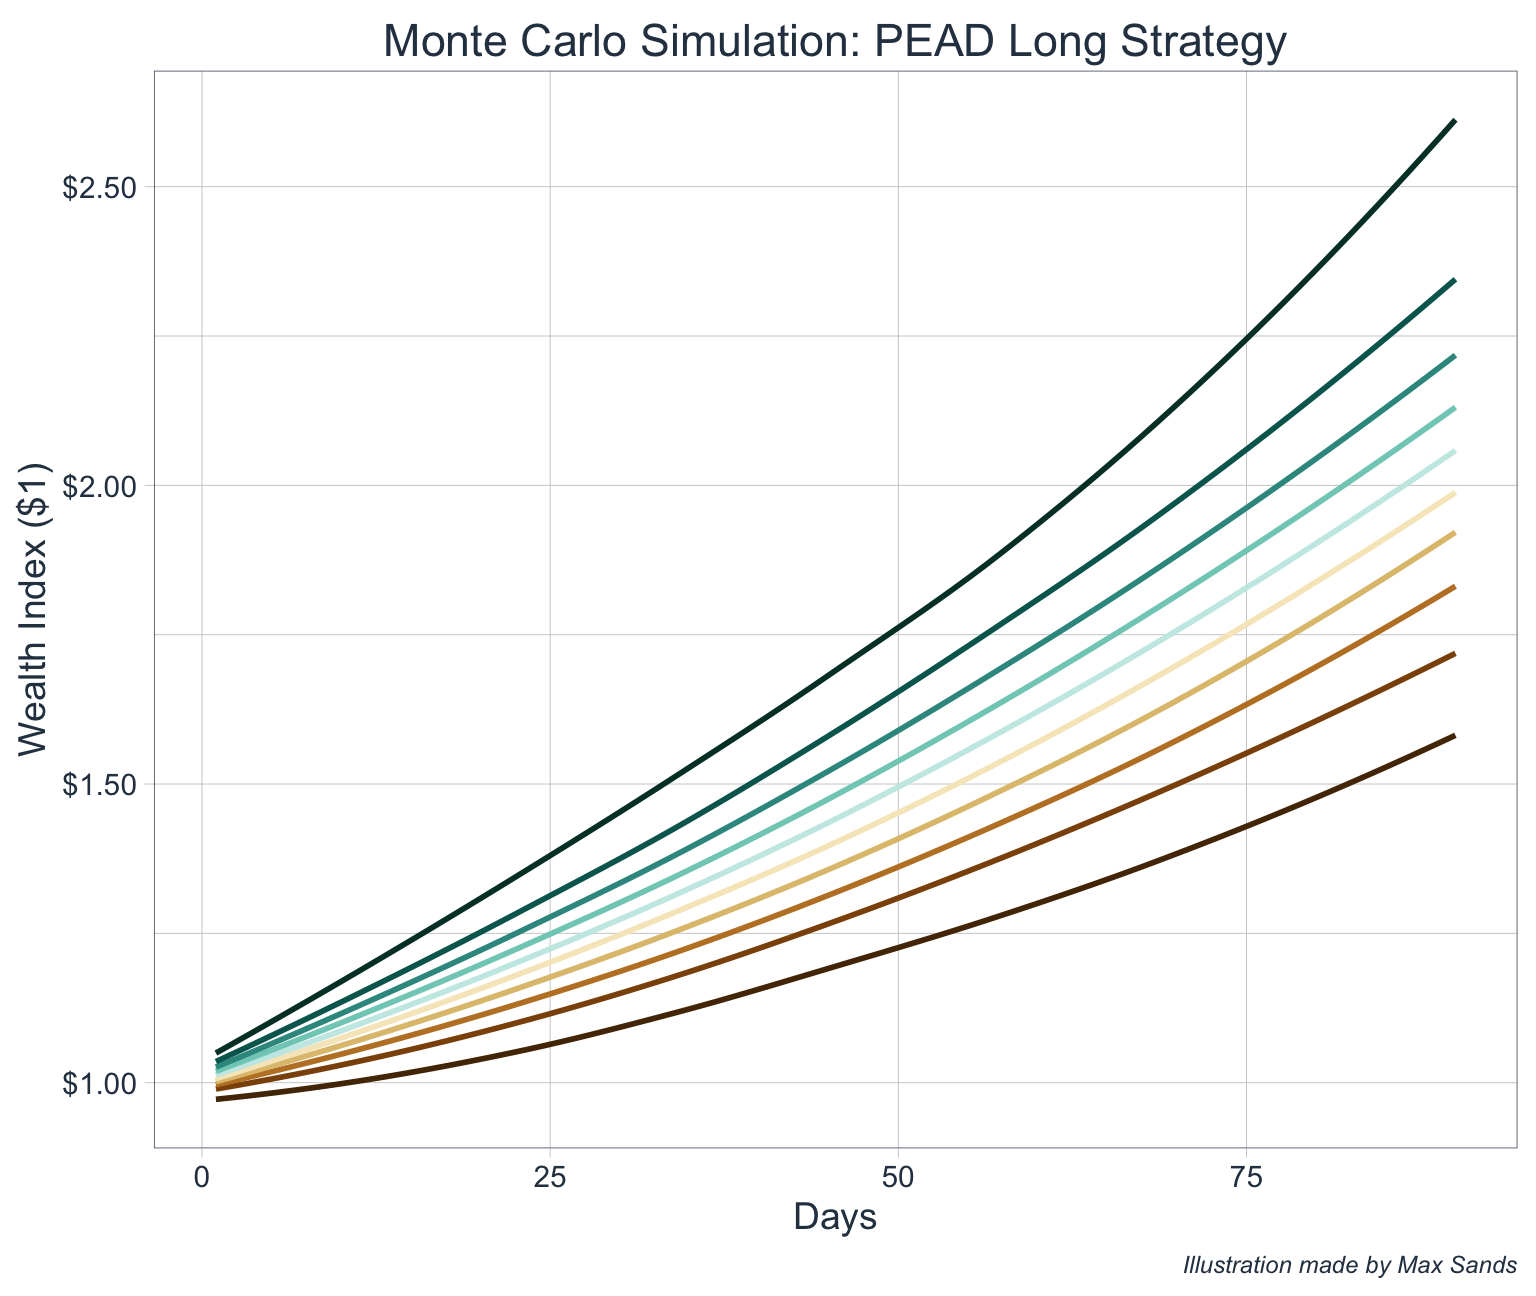 Monte Carlo Simulation: PEAD Long Strategy
Wealth Index ($1)
$2.50
$2.00
$1.50
$1.00
0 25 50 75
Days
Illustration made by Max Sands